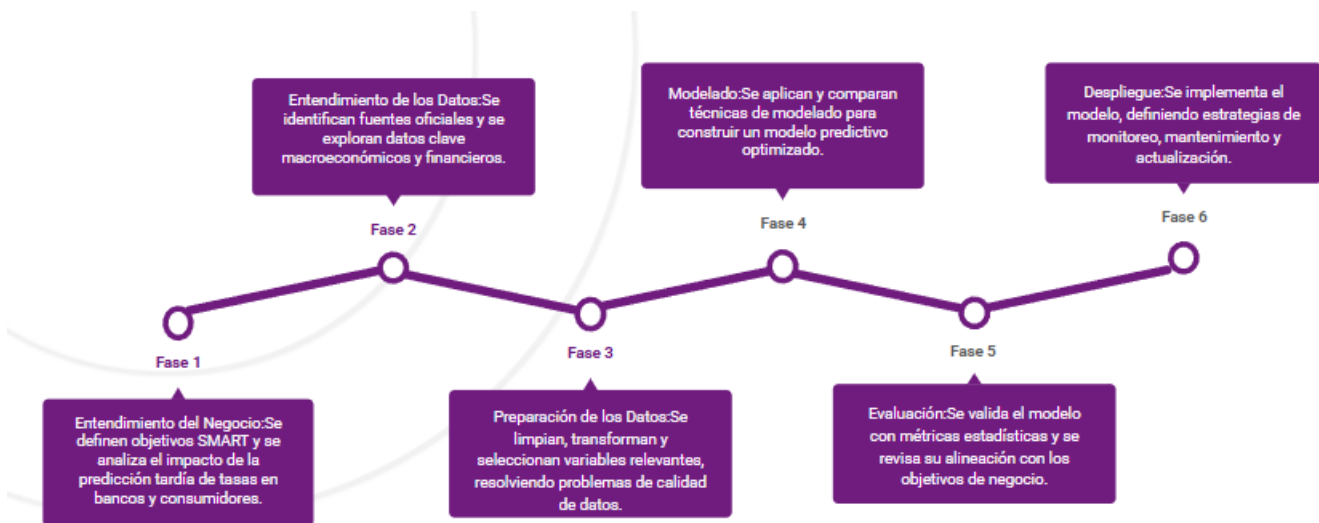 Entendimiento de los Datos:Se
identifican fuentes oficiales y se
exploran datos clave
macroeconómicos y financieros.
Fase 2
Modelado:Se aplican y comparan
técnicas de modelado para
construir un modelo predictivo
optimizado.
Fase 4
Despliegue:Se implementa el
modelo, definiendo estrategias de
monitoreo, mantenimiento y
actualización.
Fase 6
Fase 1
Entendimiento del Negocio:Se
definen objetivos SMART y se
analiza el impacto de la
predicción tardía de tasas en
bancos y consumidores.
Fase 3
Preparación de los Datos:Se
limpian, transforman y
seleccionan variables relevantes,
resolviendo problemas de calidad
de datos.
Fase 5
Evaluación:Se valida el modelo
con métricas estadísticas y se
revisa su alineación con los
objetivos de negocio.